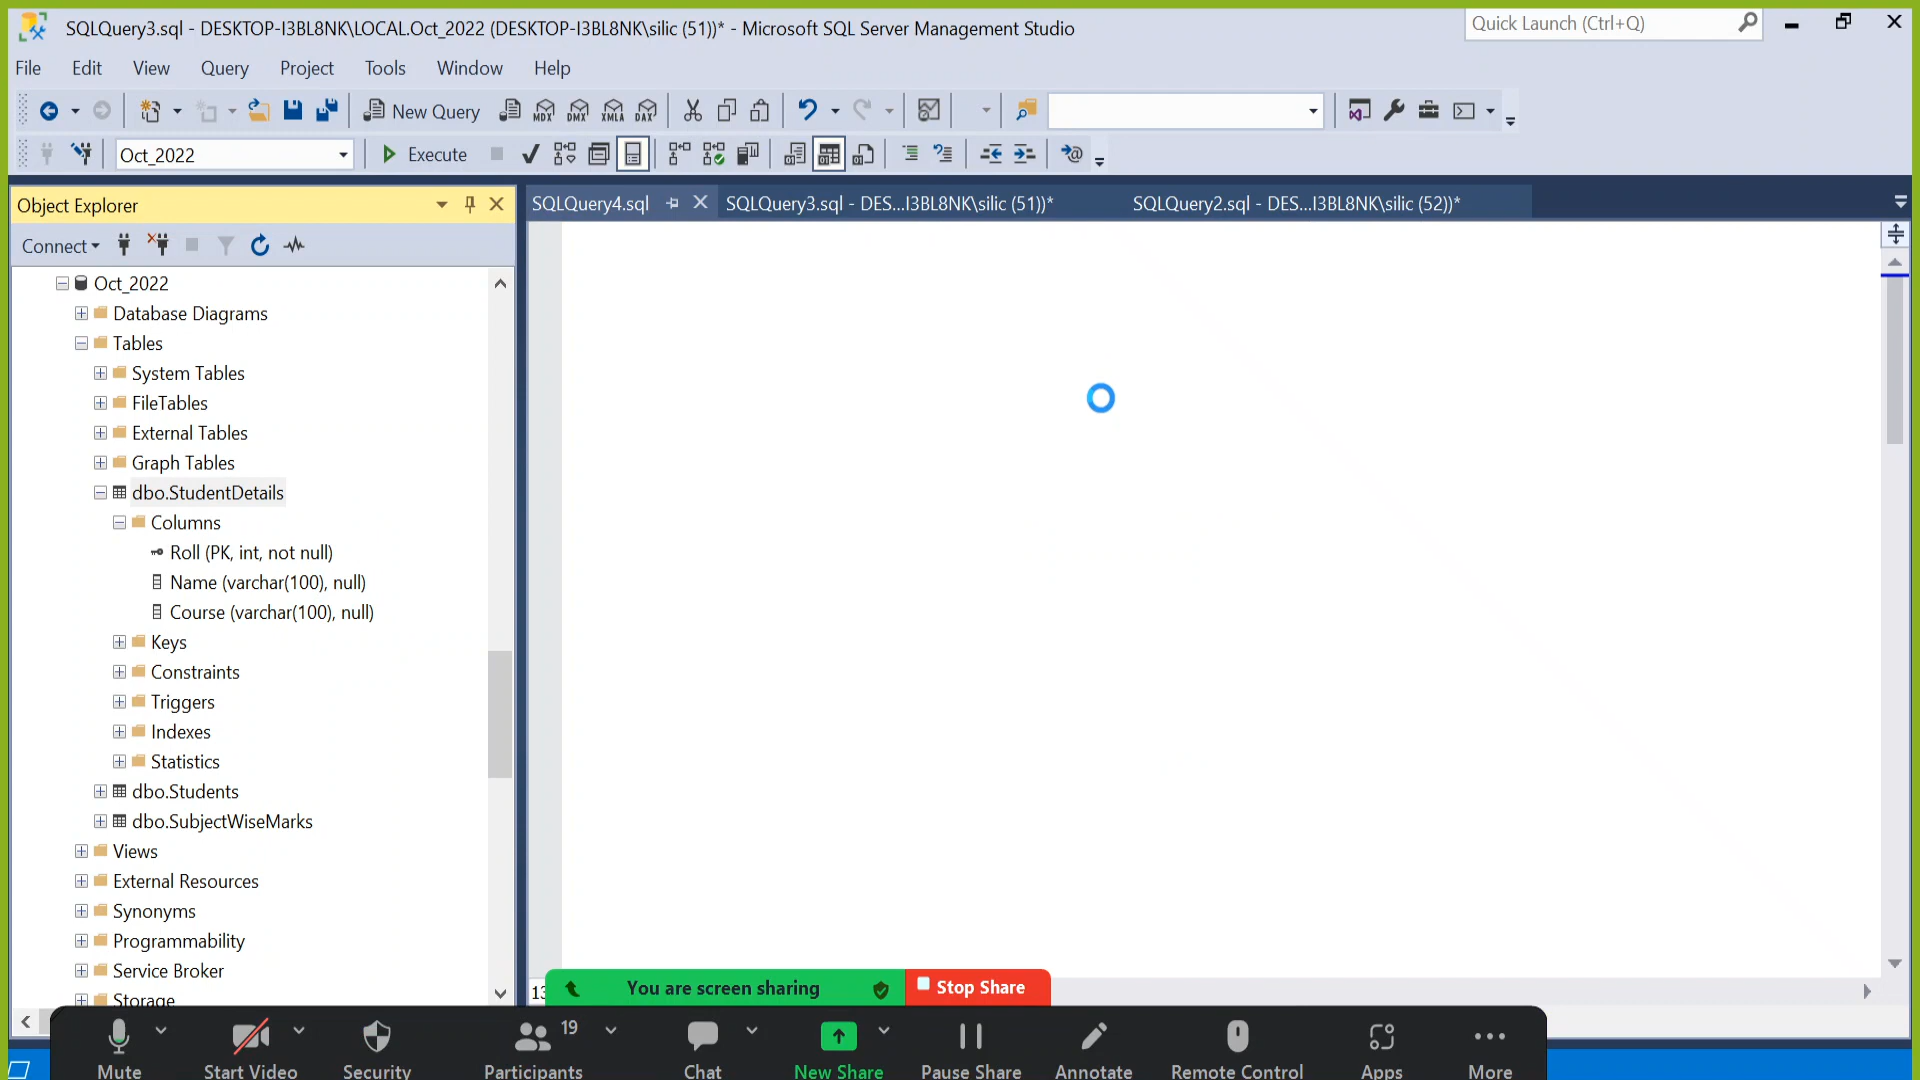 SQLQuery3.sql - DESKTOP-I3BL8NK\LOCAL.Oct_2022 (DESKTOP-I3BL8NK\silic (51))* - Microsoft SQL Server Management Studio
Quick Launch (Ctrl+Q)
File Edit View Query Project Tools Window Help
New Query MDX DMX XMLA DAX
Oct_2022 Execute
Object Explorer
SQLQuery4.sql SQLQuery3.sql - DES...I3BL8NK\silic (51))* SQLQuery2.sql - DES...I3BL8NK\silic (52))*
Connect
Oct_2022
Database Diagrams
Tables
System Tables
FileTables
External Tables
Graph Tables
dbo.StudentDetails
Columns
Roll (PK, int, not null)
Name (varchar(100), null)
Course (varchar(100), null)
Keys
Constraints
Triggers
Indexes
Statistics
dbo.Students
dbo.SubjectWiseMarks
Views
External Resources
Synonyms
Programmability
Service Broker
Storage
You are screen sharing Stop Share
19
Mute Start Video Security Participants Chat New Share Pause Share Annotate Remote Control Apps More